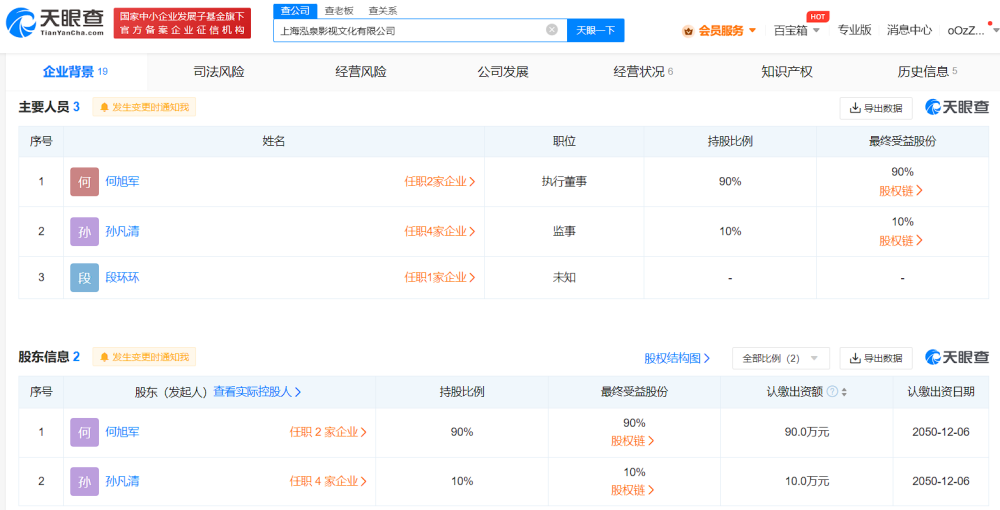 天眼查
TianYanCha.com
国家中小企业发展子基金旗下
官方备案企业征信机构
查公司 查老板 查关系
上海泓泉影视文化有限公司 天眼一下
会员服务 百宝箱 HOT 专业版 消息中心 oOzZ...
企业背景 19 司法风险 经营风险 公司发展 经营状况 6 知识产权 历史信息 5
主要人员 3 发生变更时通知我 导出数据 天眼查
序号 姓名 职位 持股比例 最终受益股份
1 何 何旭军 任职2家企业 执行董事 90% 90%
股权链
2 孙 孙凡清 任职4家企业 监事 10% 10%
股权链
3 段 段环环 任职1家企业 未知 - -
股东信息 2 发生变更时通知我 股权结构图 全部比例（2） 导出数据 天眼查
序号 股东（发起人） 查看实际控股人 持股比例 最终受益股份 认缴出资额 认缴出资日期
1 何 何旭军 任职 2 家企业 90% 90% 90.0万元 2050-12-06
股权链
2 孙 孙凡清 任职 4 家企业 10% 10% 10.0万元 2050-12-06
股权链